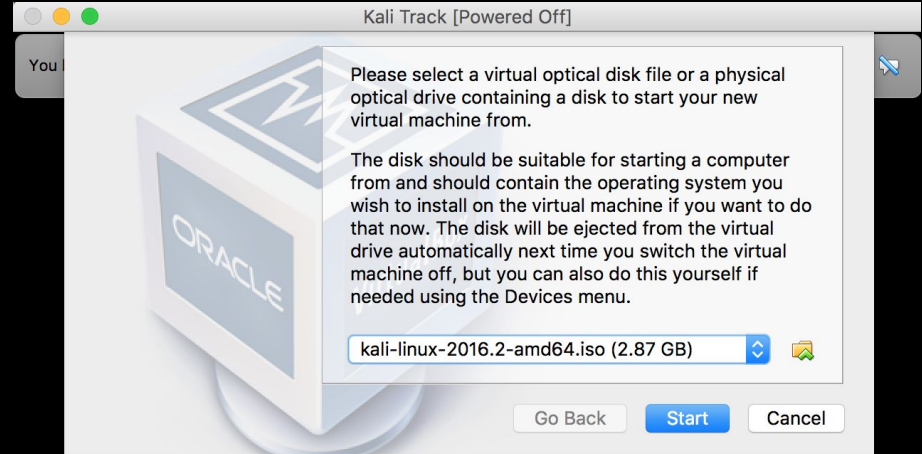 Kali Track [Powered Off]
You
Please select a virtual optical disk file or a physical
optical drive containing a disk to start your new
virtual machine from.
The disk should be suitable for starting a computer
from and should contain the operating system you
wish to install on the virtual machine if you want to do
that now. The disk will be ejected from the virtual
drive automatically next time you switch the virtual
machine off, but you can also do this yourself if
needed using the Devices menu.
ORACLE
kali-linux-2016.2-amd64.iso (2.87 GB)
Go Back
Start
Cancel